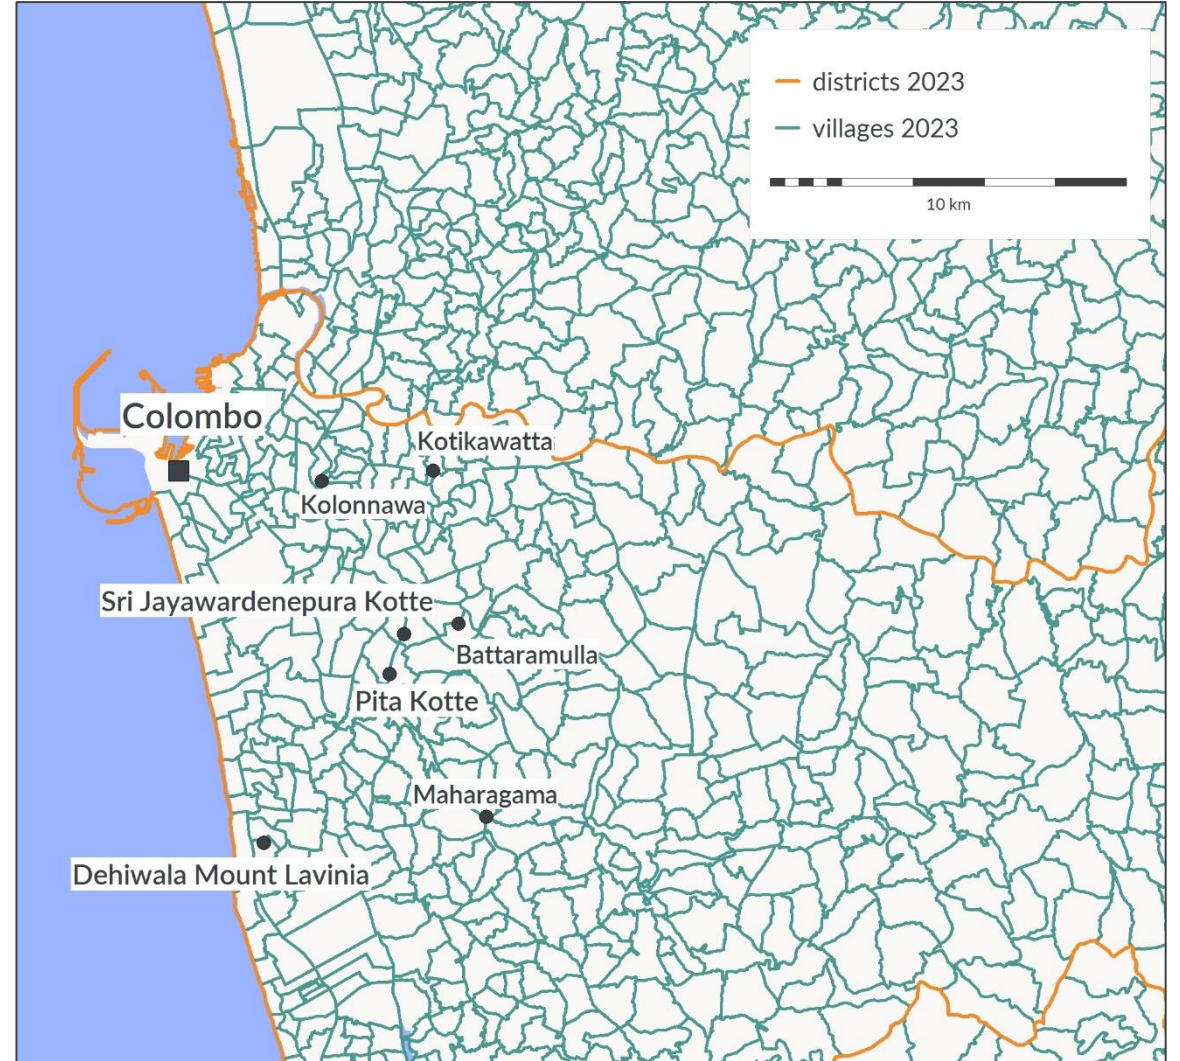 districts 2023
villages 2023
10 km
Colombo
Kotikawatta
Kolonnawa
Sri Jayawardenepura Kotte
Battaramulla
Pita Kotte
Maharagama
Dehiwala Mount Lavinia